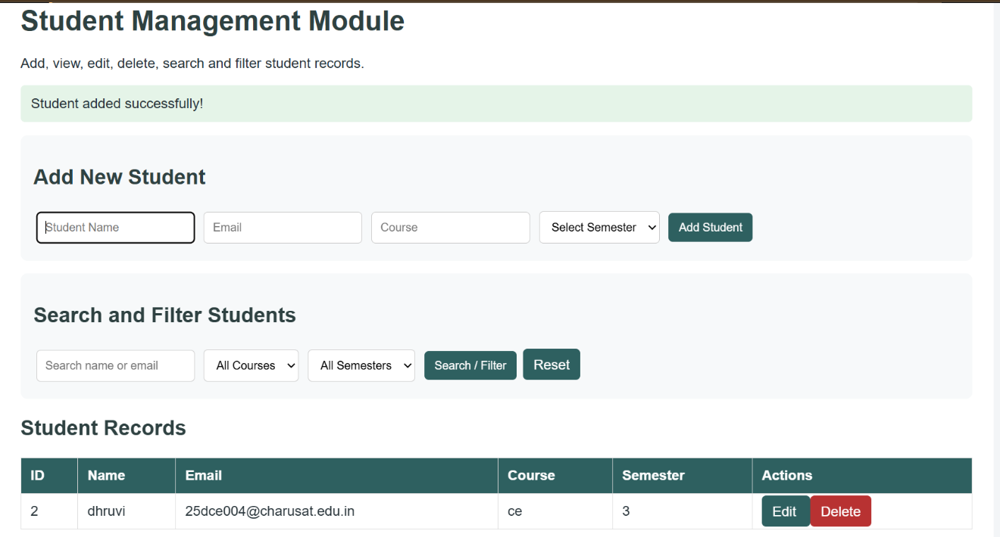 Student Management Module
Add, view, edit, delete, search and filter student records.
Student added successfully!
Add New Student
Student Name Email Course Select Semester Add Student
Search and Filter Students
Search name or email All Courses All Semesters Search / Filter Reset
Student Records
ID Name Email Course Semester Actions
2 dhruvi 25dce004@charusat.edu.in ce 3 Edit Delete